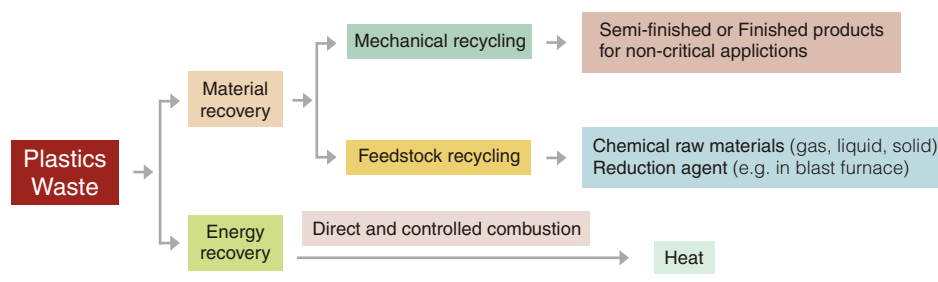 Plastics
Waste
Material
recovery
Mechanical recycling
Semi-finished or Finished products
for non-critical applictions
Feedstock recycling
Chemical raw materials (gas, liquid, solid)
Reduction agent (e.g. in blast furnace)
Energy
recovery
Direct and controlled combustion
Heat